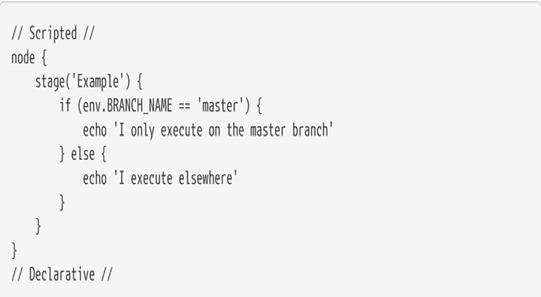 // Scripted //
node {
    stage('Example') {
        if (env.BRANCH_NAME == 'master') {
            echo 'I only execute on the master branch'
        } else {
            echo 'I execute elsewhere'
        }
    }
}
// Declarative //